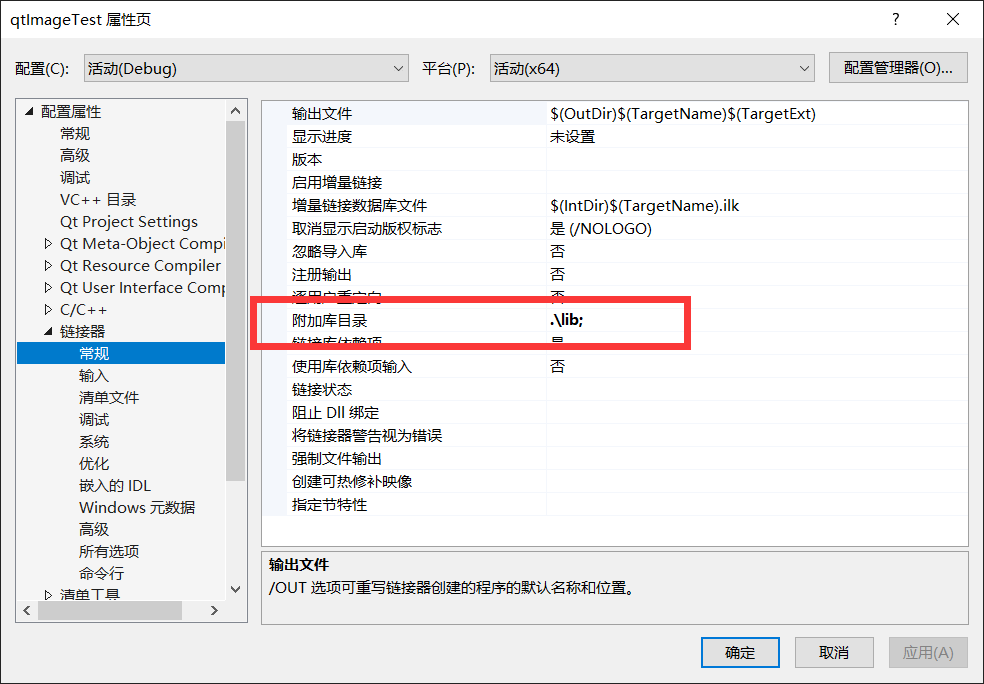 qtImageTest 属性页
配置(C):
活动(Debug)
平台(P):
活动(x64)
配置管理器(O)...
配置属性
常规
高级
调试
VC++ 目录
Qt Project Settings
Qt Meta-Object Compi
Qt Resource Compiler
Qt User Interface Comp
C/C++
链接器
常规
输入
清单文件
调试
系统
优化
嵌入的 IDL
Windows 元数据
高级
所有选项
命令行
清单工具
输出文件 $(OutDir)$(TargetName)$(TargetExt)
显示进度 未设置
版本
启用增量链接
增量链接数据库文件 $(IntDir)$(TargetName).ilk
取消显示启动版权标志 是 (/NOLOGO)
忽略导入库 否
注册输出 否
逐用户重定向 否
附加库目录 .\lib;
链接库依赖项 是
使用库依赖项输入 否
链接状态
阻止 Dll 绑定
将链接器警告视为错误
强制文件输出
创建可热修补映像
指定节特性
输出文件
/OUT 选项可重写链接器创建的程序的默认名称和位置。
确定
取消
应用(A)